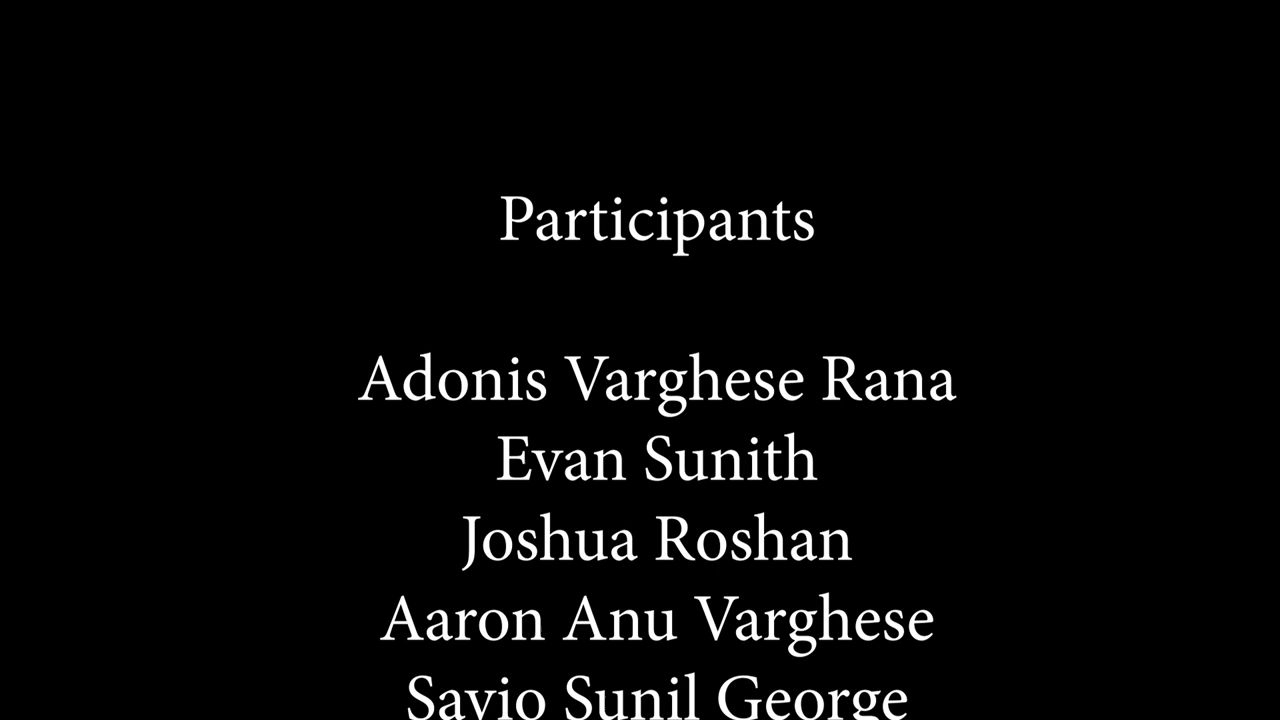 Participants
Adonis Varghese Rana
Evan Sunith
Joshua Roshan
Aaron Anu Varghese
Savio Sunil George